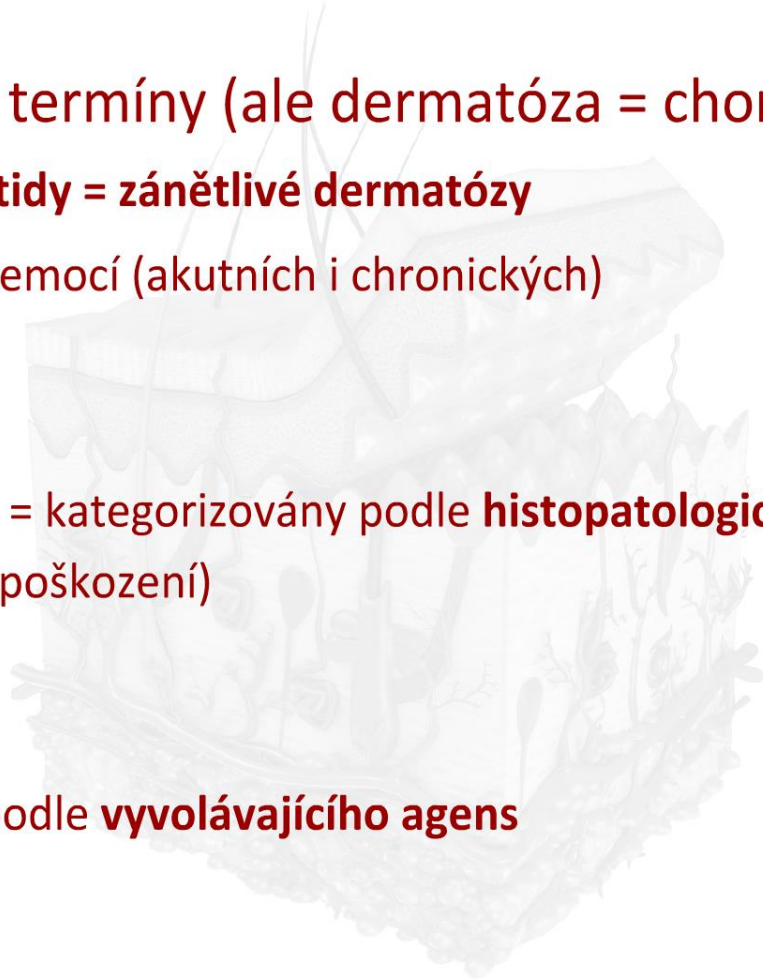 termíny (ale dermatóza = chor
tidy = zánětlivé dermatózy
emocí (akutních i chronických)
= kategorizovány podle histopatologic
poškození)
odle vyvolávajícího agens